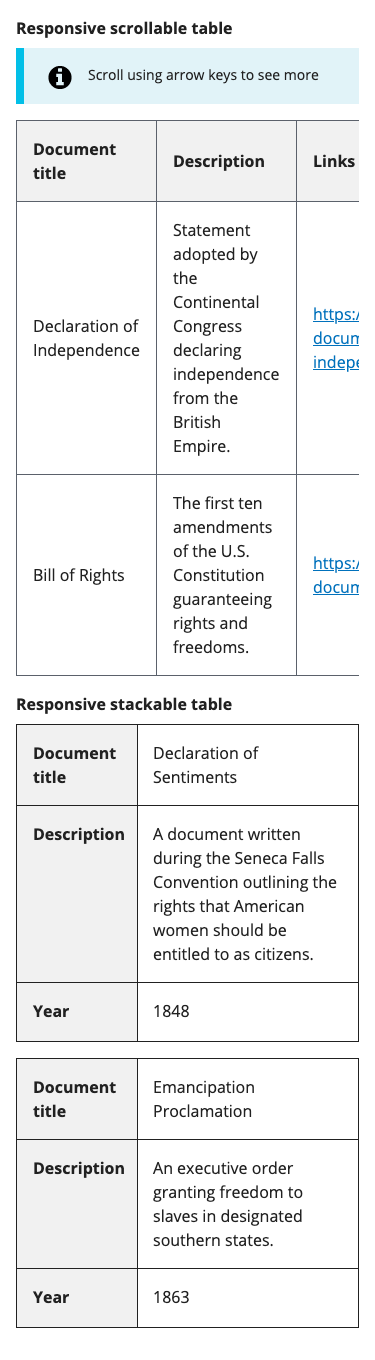 Responsive scrollable table
Scroll using arrow keys to see more
Document
title
Description
Links
Declaration of
Independence
Statement
adopted by
the
Continental
Congress
declaring
independence
from the
British
Empire.
https:/
docum
indepe
Bill of Rights
The first ten
amendments
of the U.S.
Constitution
guaranteeing
rights and
freedoms.
https:/
docum
Responsive stackable table
Document
title
Declaration of
Sentiments
Description
A document written
during the Seneca Falls
Convention outlining the
rights that American
women should be
entitled to as citizens.
Year
1848
Document
title
Emancipation
Proclamation
Description
An executive order
granting freedom to
slaves in designated
southern states.
Year
1863